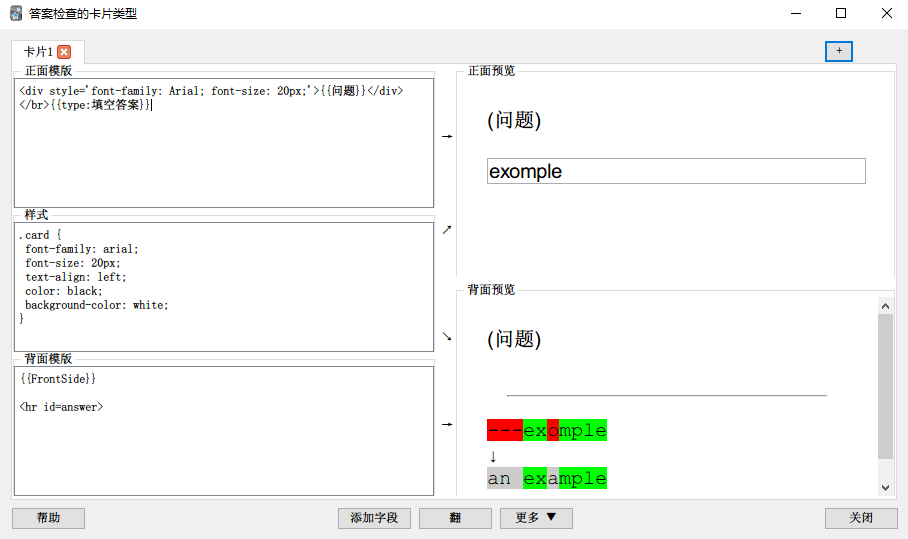 答案检查的卡片类型
卡片1
+
正面模版
<div style='font-family: Arial; font-size: 20px;'>{{问题}}</div>
</br>{{type:填空答案}}
样式
.card {
font-family: arial;
font-size: 20px;
text-align: left;
color: black;
background-color: white;
}
背面模版
{{FrontSide}}
<hr id=answer>
→
↗
↘
→
正面预览
(问题)
exomple
背面预览
(问题)
---exomple
↓
an example
帮助
添加字段
翻
更多 ▼
关闭